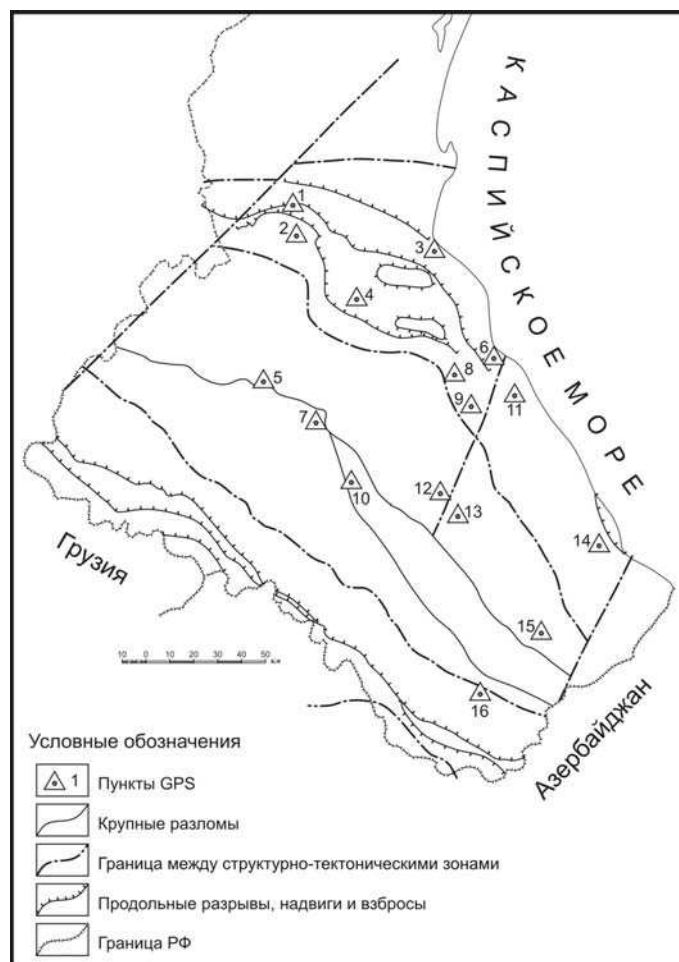 КАСПИЙСКОЕ МОРЕ
1
2
3
4
5
6
7
8
9
10
11
12
13
14
15
16
Грузия
Азербайджан
10 0 10 20 30 40 50 км
Условные обозначения
1 Пункты GPS
Крупные разломы
Граница между структурно-тектоническими зонами
Продольные разрывы, надвиги и взбросы
Граница РФ